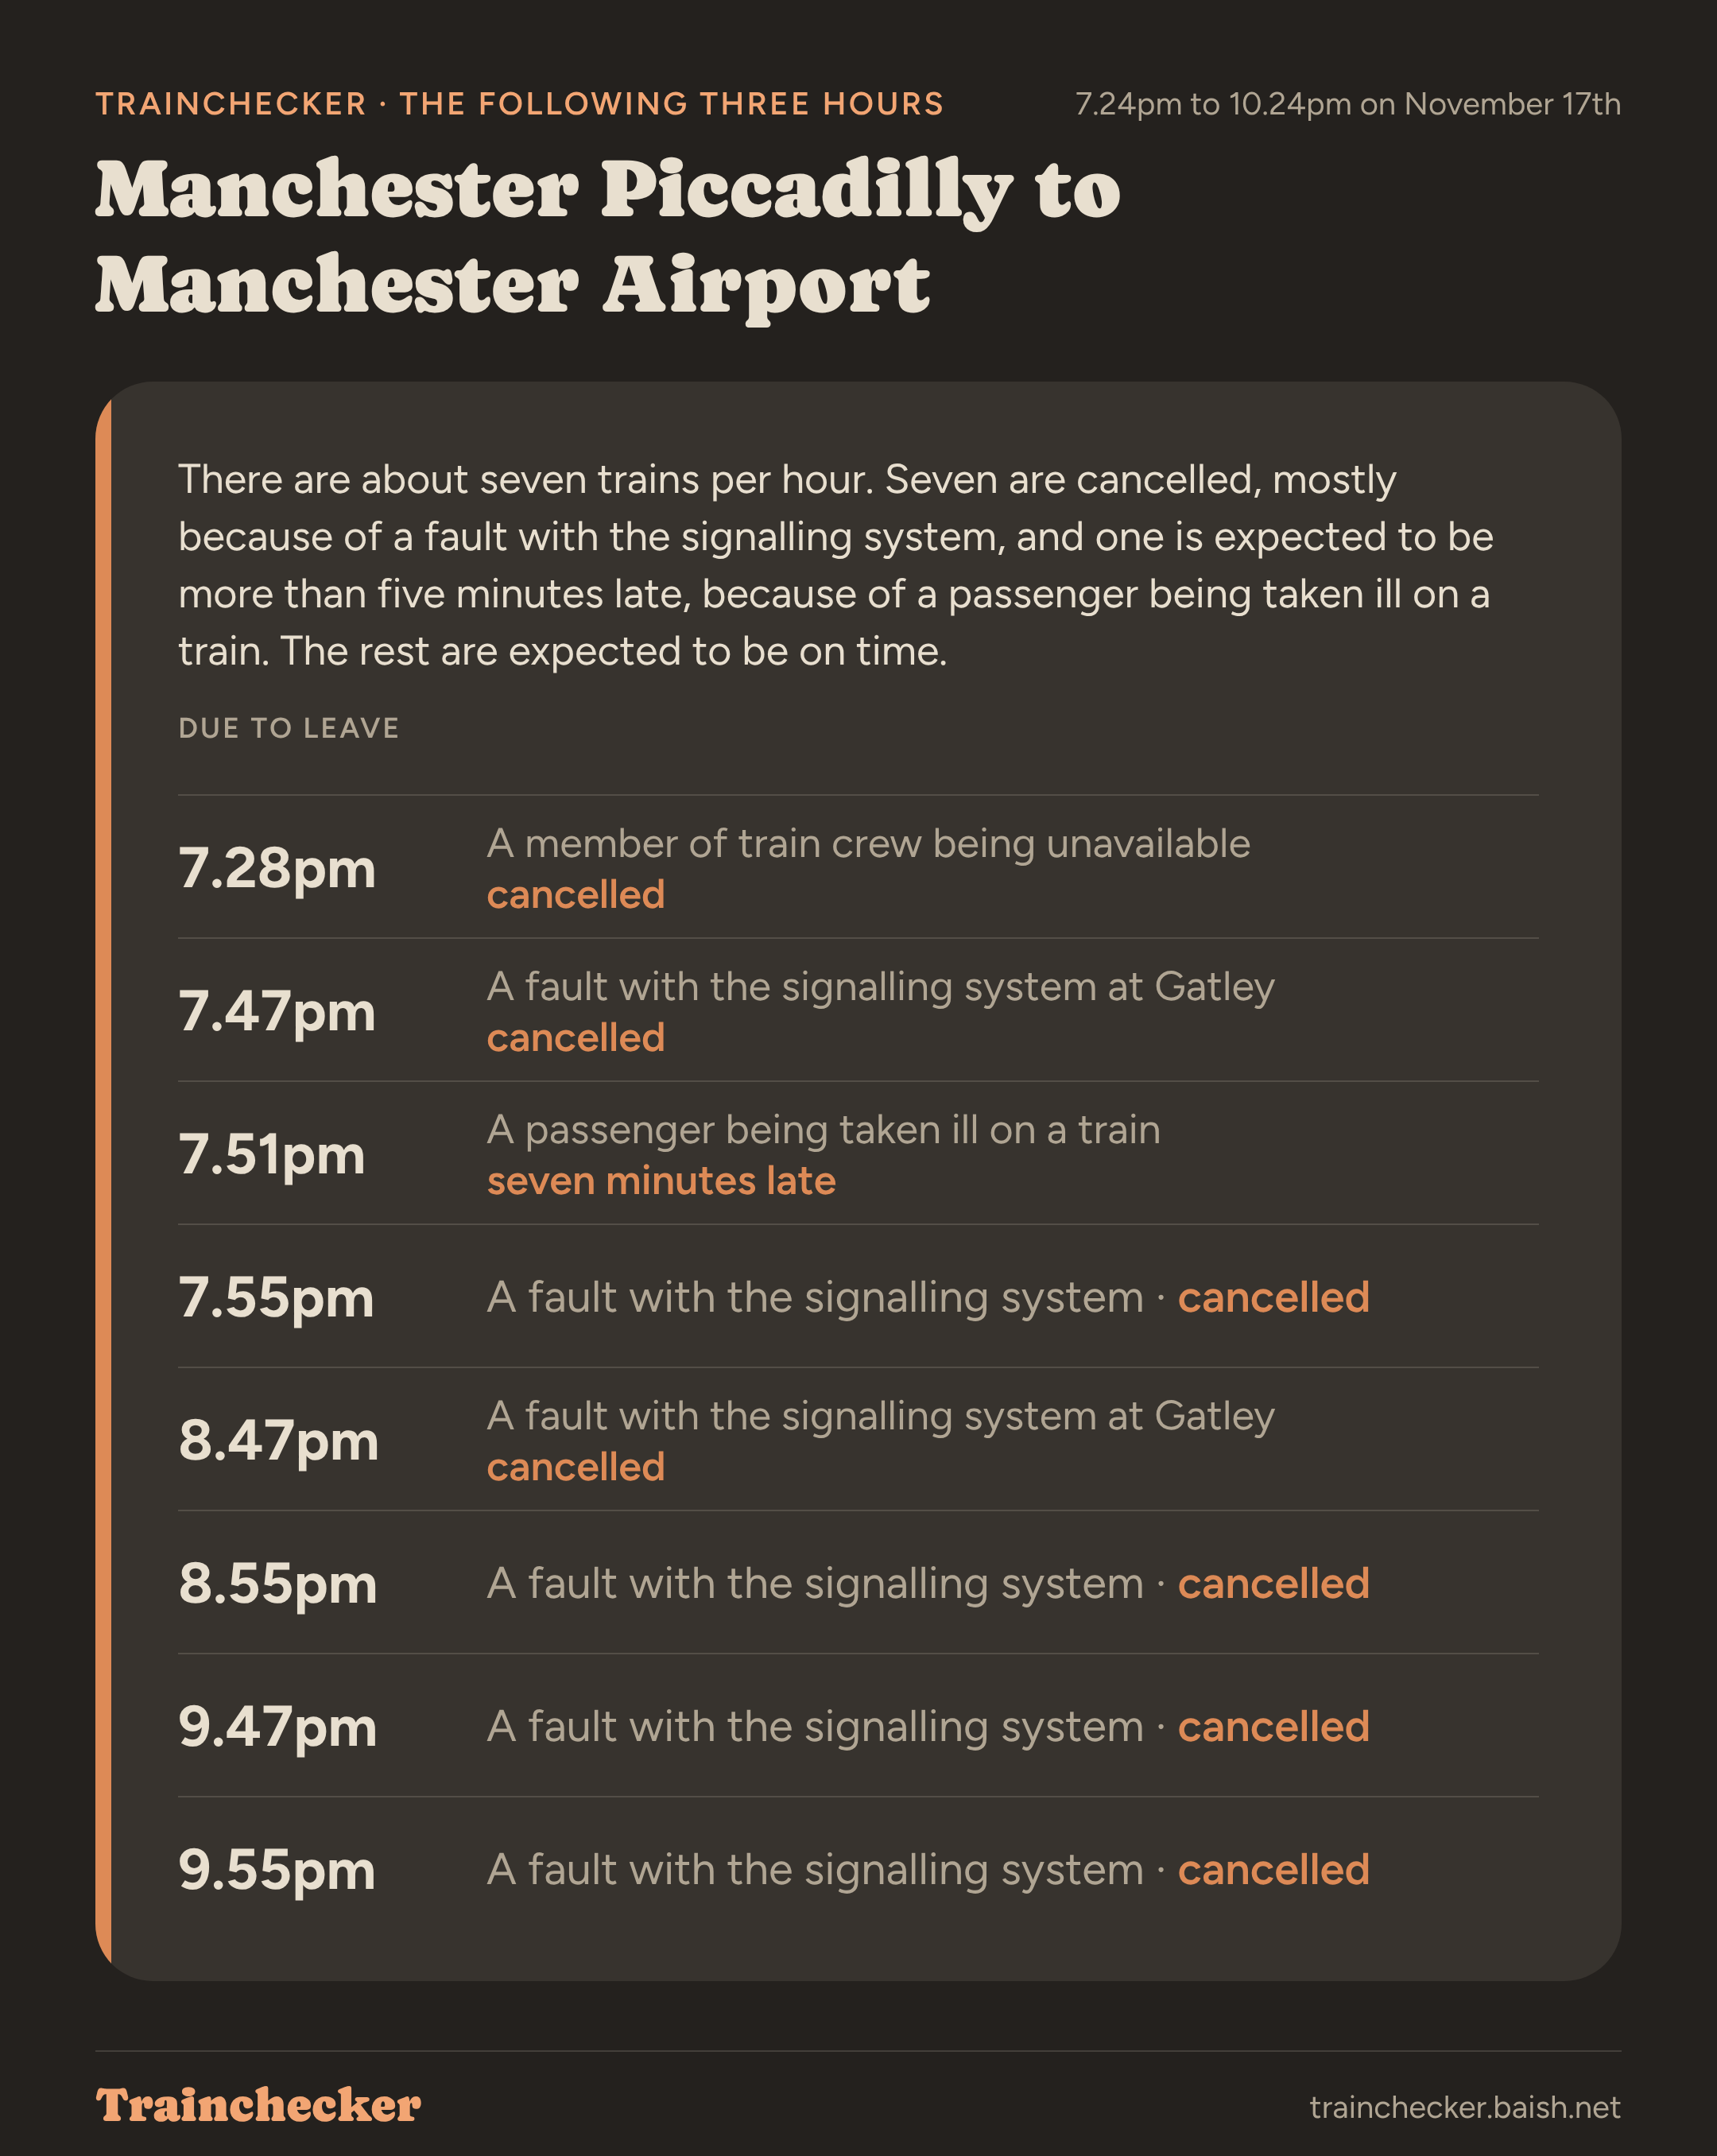 TRAINCHECKER · THE FOLLOWING THREE HOURS
7.24pm to 10.24pm on November 17th
Manchester Piccadilly to
Manchester Airport
There are about seven trains per hour. Seven are cancelled, mostly
because of a fault with the signalling system, and one is expected to be
more than five minutes late, because of a passenger being taken ill on a
train. The rest are expected to be on time.
DUE TO LEAVE
7.28pm
A member of train crew being unavailable
cancelled
7.47pm
A fault with the signalling system at Gatley
cancelled
7.51pm
A passenger being taken ill on a train
seven minutes late
7.55pm
A fault with the signalling system · cancelled
8.47pm
A fault with the signalling system at Gatley
cancelled
8.55pm
A fault with the signalling system · cancelled
9.47pm
A fault with the signalling system · cancelled
9.55pm
A fault with the signalling system · cancelled
Trainchecker
trainchecker.baish.net